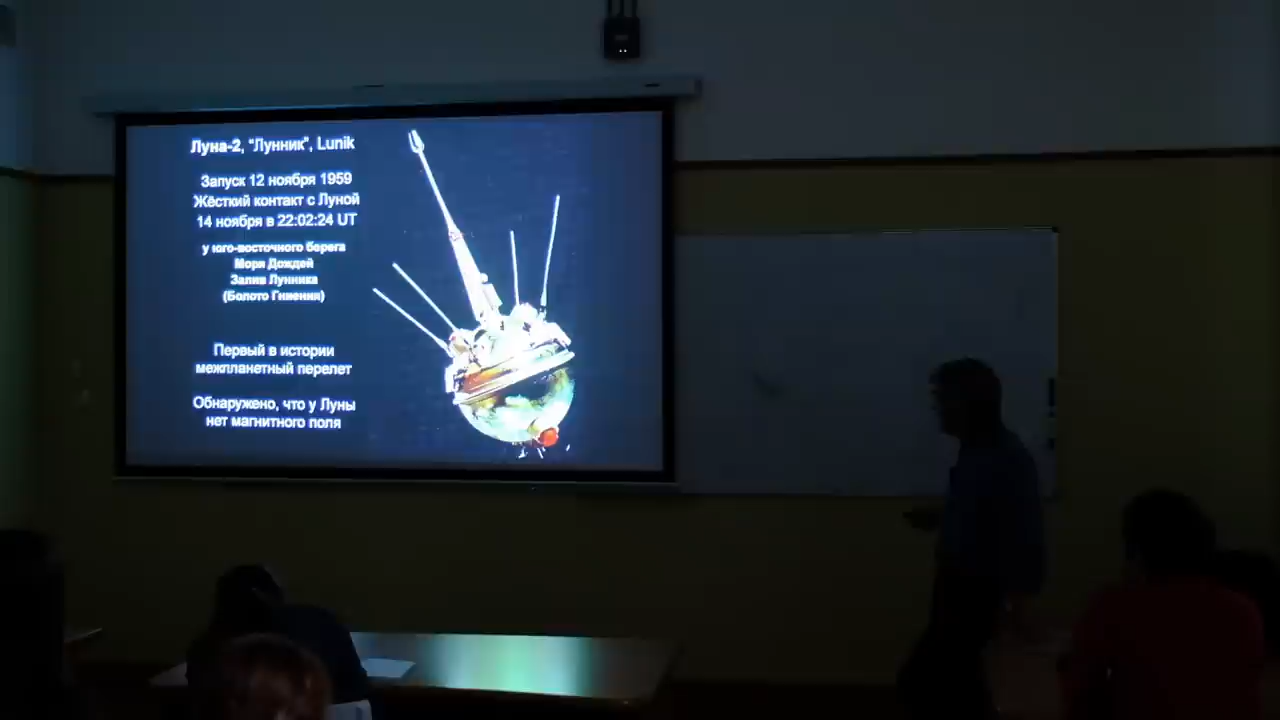 Луна-2, "Лунник", Lunik
Запуск 12 ноября 1959
Жёсткий контакт с Луной
14 ноября в 22:02:24 UT
у юго-восточного берега
Моря Дождей
Залив Лунника
(Болото Гниения)
Первый в истории
межпланетный перелет
Обнаружено, что у Луны
нет магнитного поля